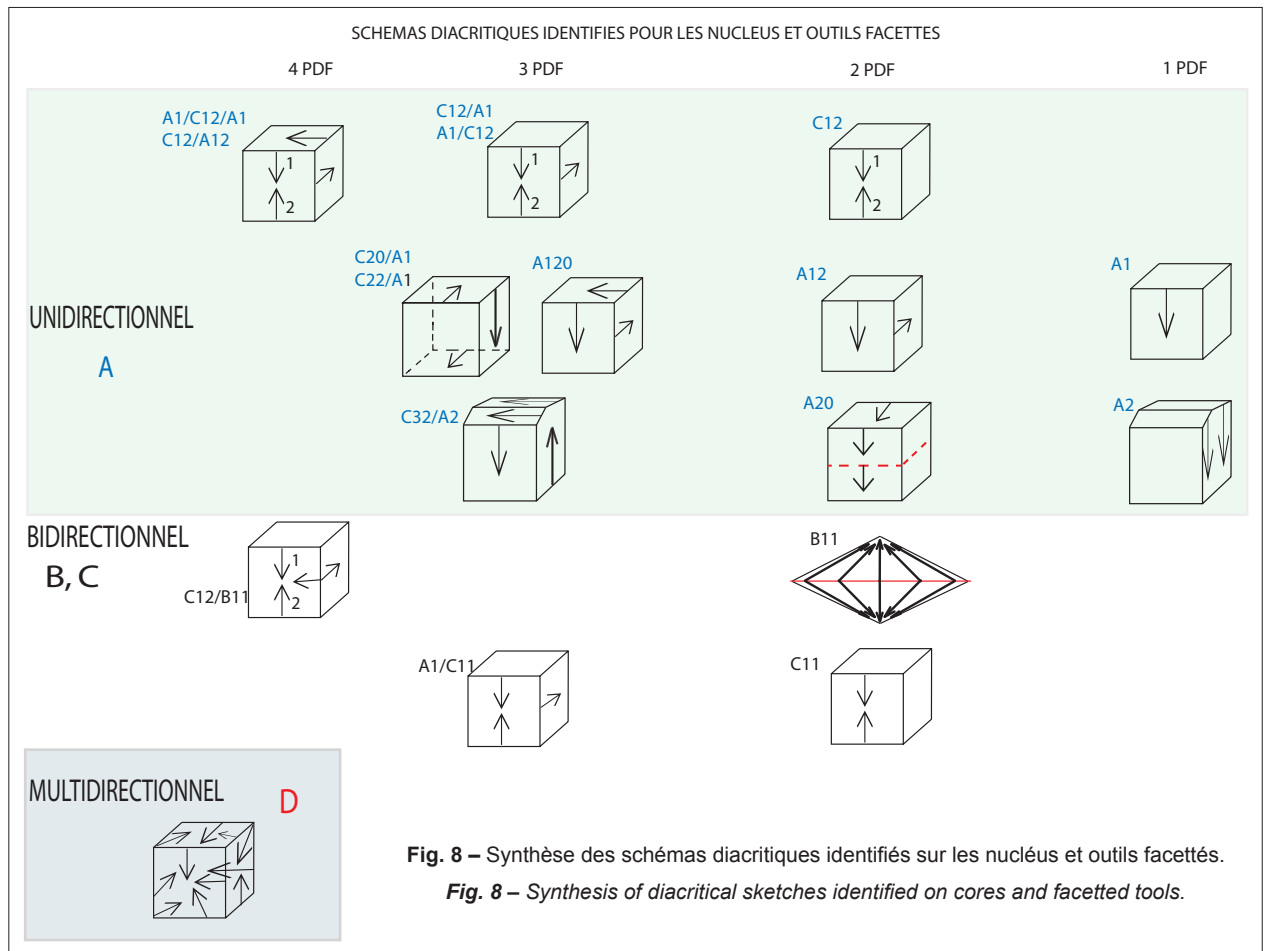 SCHEMAS DIACRITIQUES IDENTIFIES POUR LES NUCLEUS ET OUTILS FACETTES
4 PDF
3 PDF
2 PDF
1 PDF
A1/C12/A1
C12/A12
1
2
C12/A1
A1/C12
1
2
C12
1
2
C20/A1
C22/A1
A120
A12
A1
UNIDIRECTIONNEL
A
C32/A2
A20
A2
BIDIRECTIONNEL
B, C
C12/B11
1
2
B11
A1/C11
C11
MULTIDIRECTIONNEL
D
Fig. 8 – Synthèse des schémas diacritiques identifiés sur les nucléus et outils facettés.
Fig. 8 – Synthesis of diacritical sketches identified on cores and facetted tools.